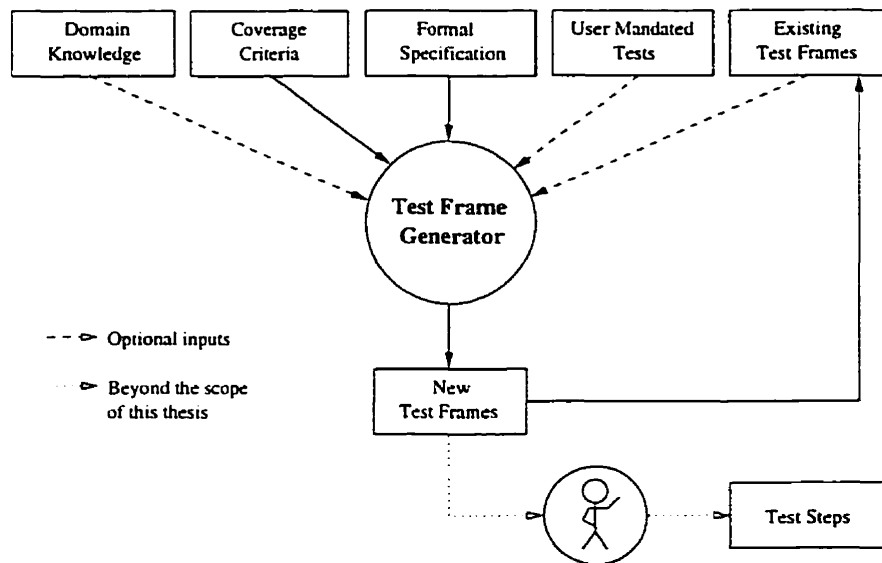 Domain
Knowledge
Coverage
Criteria
Formal
Specification
User Mandated
Tests
Existing
Test Frames
Test Frame
Generator
Optional inputs
Beyond the scope
of this thesis
New
Test Frames
Test Steps